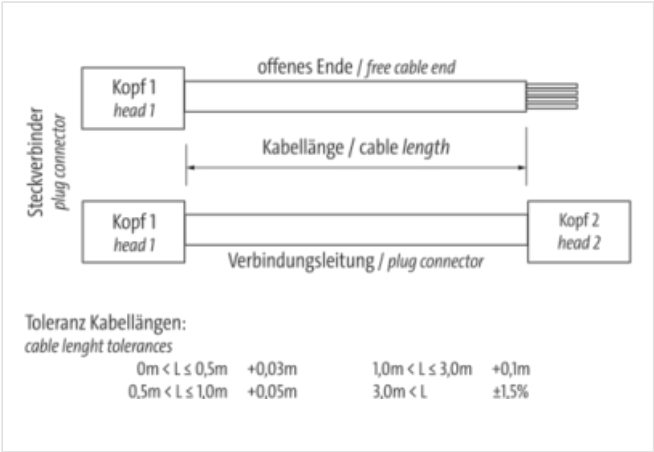 offenes Ende / free cable end
Kopf 1
head 1
Steckverbinder
plug connector
Kabellänge / cable length
Kopf 1
head 1
Kopf 2
head 2
Verbindungsleitung / plug connector
Toleranz Kabellängen:
cable lenght tolerances
0m < L ≤ 0,5m +0,03m 1,0m < L ≤ 3,0m +0,1m
0,5m < L ≤ 1,0m +0,05m 3,0m < L ±1,5%